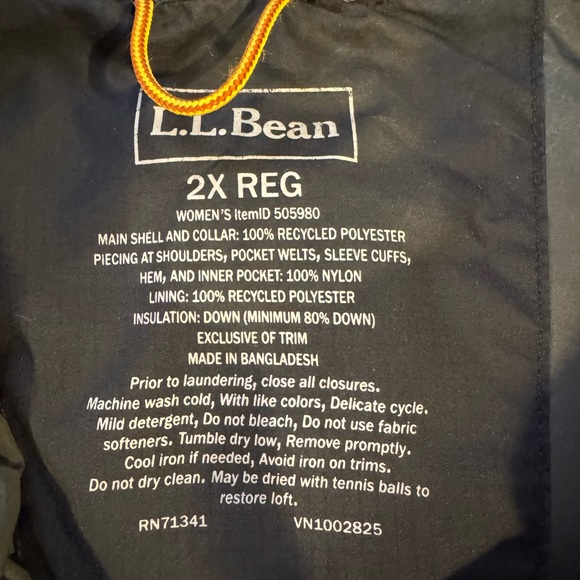 L.L.Bean
2X REG
WOMEN'S ItemID 505980
MAIN SHELL AND COLLAR: 100% RECYCLED POLYESTER
PIECING AT SHOULDERS, POCKET WELTS, SLEEVE CUFFS,
HEM, AND INNER POCKET: 100% NYLON
LINING: 100% RECYCLED POLYESTER
INSULATION: DOWN (MINIMUM 80% DOWN)
EXCLUSIVE OF TRIM
MADE IN BANGLADESH
Prior to laundering, close all closures.
Machine wash cold, With like colors, Delicate cycle.
Mild detergent, Do not bleach, Do not use fabric
softeners. Tumble dry low, Remove promptly.
Cool iron if needed, Avoid iron on trims.
Do not dry clean. May be dried with tennis balls to
restore loft.
RN71341 VN1002825